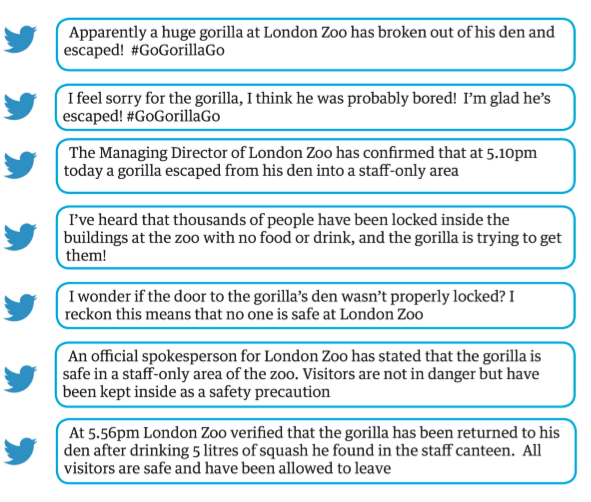 Apparently a huge gorilla at London Zoo has broken out of his den and
escaped! #GoGorillaGo
I feel sorry for the gorilla, I think he was probably bored! I'm glad he's
escaped! #GoGorillaGo
The Managing Director of London Zoo has confirmed that at 5.10pm
today a gorilla escaped from his den into a staff-only area
I've heard that thousands of people have been locked inside the
buildings at the zoo with no food or drink, and the gorilla is trying to get
them!
I wonder if the door to the gorilla's den wasn't properly locked? I
reckon this means that no one is safe at London Zoo
An official spokesperson for London Zoo has stated that the gorilla is
safe in a staff-only area of the zoo. Visitors are not in danger but have
been kept inside as a safety precaution
At 5.56pm London Zoo verified that the gorilla has been returned to his
den after drinking 5 litres of squash he found in the staff canteen. All
visitors are safe and have been allowed to leave